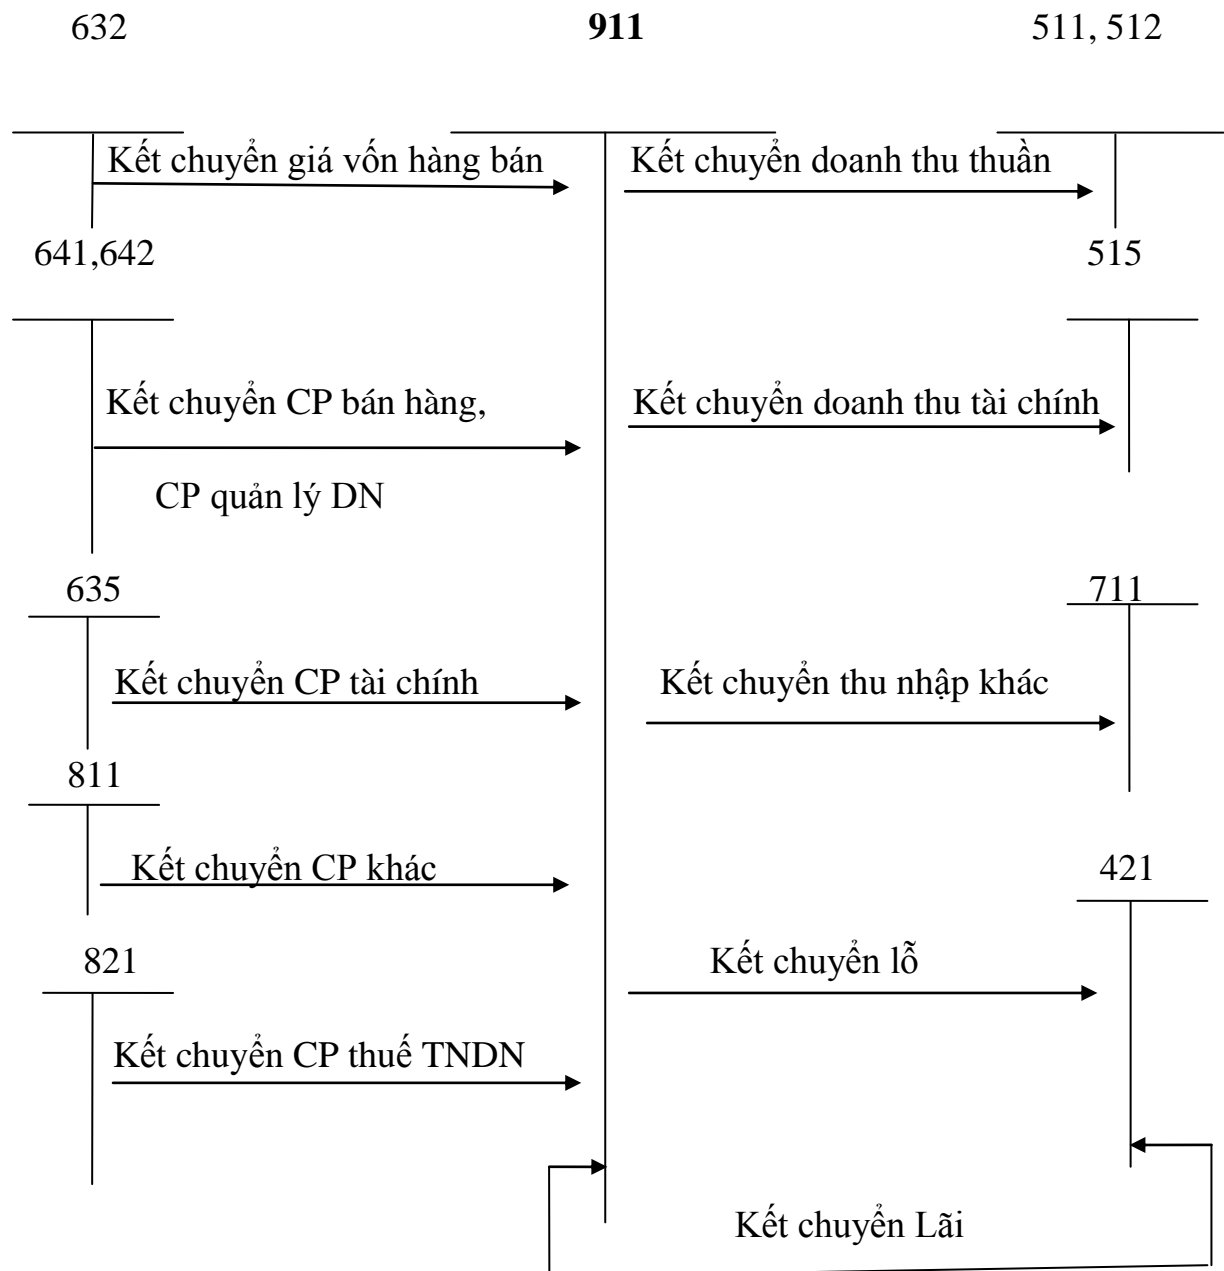 632 911 511, 512
Kết chuyển giá vốn hàng bán Kết chuyển doanh thu thuần
641,642 515
Kết chuyển CP bán hàng, Kết chuyển doanh thu tài chính
CP quản lý DN
635 711
Kết chuyển CP tài chính Kết chuyển thu nhập khác
811
Kết chuyển CP khác 421
821 Kết chuyển lỗ
Kết chuyển CP thuế TNDN
Kết chuyển Lãi